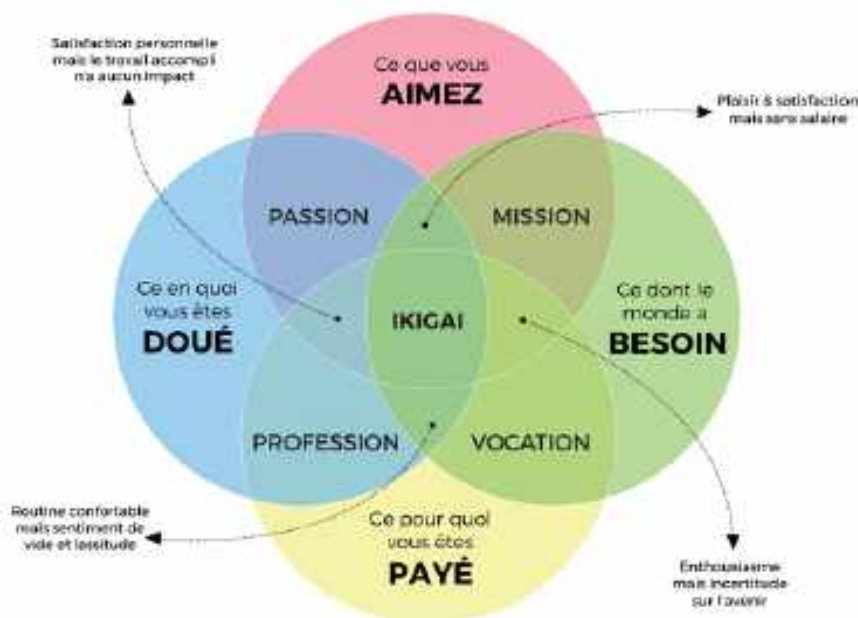 Satisfaction personnelle
mais le travail accompli
n'a aucun impact
Ce que vous
AIMEZ
Plaisir & satisfaction
mais sans salaire
PASSION
MISSION
Ce en quoi
vous êtes
DOUÉ
IKIGAI
Ce dont le
monde a
BESOIN
PROFESSION
VOCATION
Routine confortable
mais sentiment de
vide et lassitude
Ce pour quoi
vous êtes
PAYÉ
Enthousiasme
mais incertitude
sur l'avenir